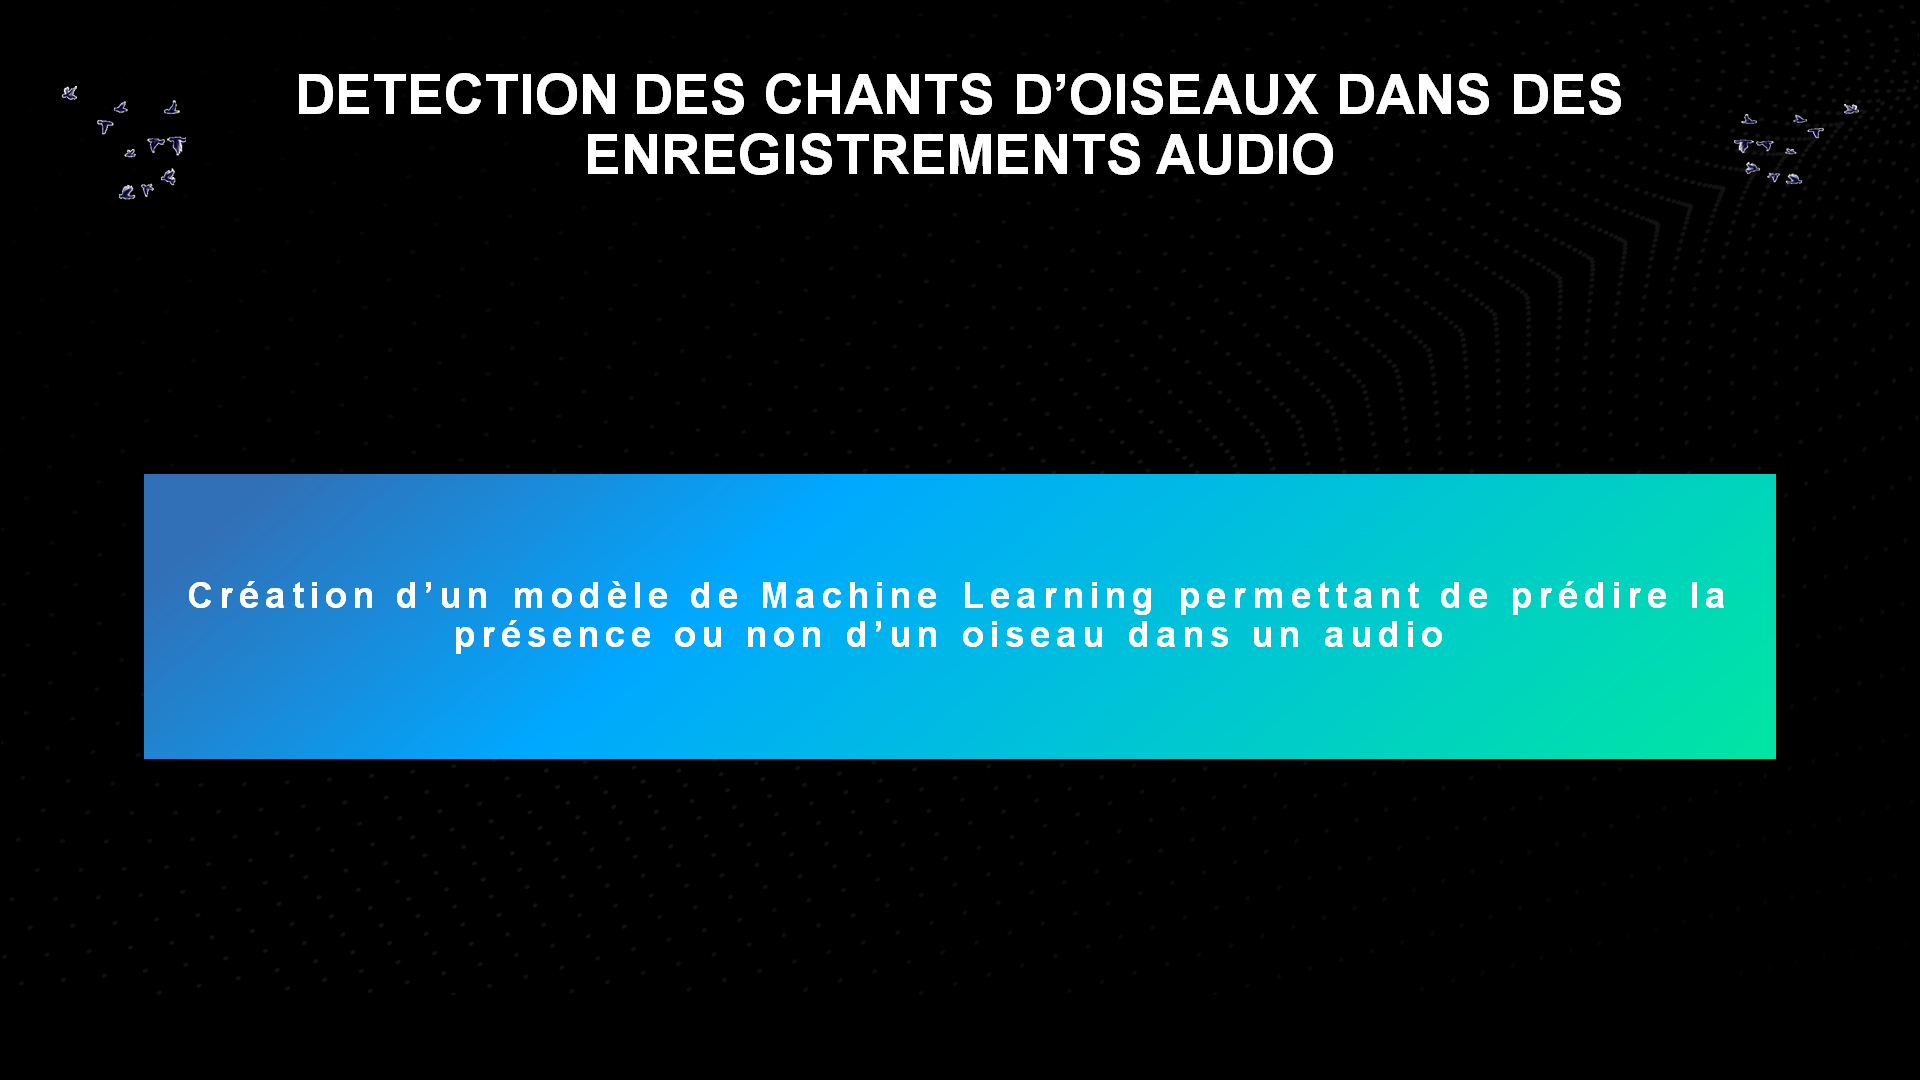 DETECTION DES CHANTS D’OISEAUX DANS DES
ENREGISTREMENTS AUDIO
Création d’un modèle de Machine Learning permettant de prédire la
présence ou non d’un oiseau dans un audio